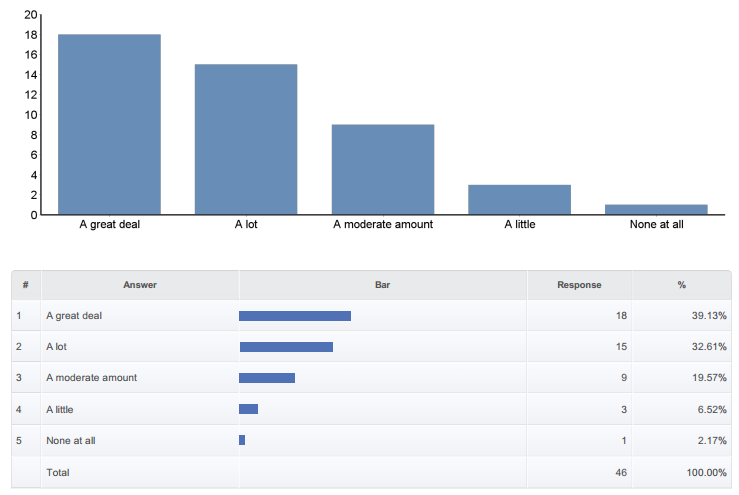 20
18
16
14
12
10
8
6
4
2
0
A great deal A lot A moderate amount A little None at all
# Answer Bar Response %
1 A great deal 18 39.13%
2 A lot 15 32.61%
3 A moderate amount 9 19.57%
4 A little 3 6.52%
5 None at all 1 2.17%
Total 46 100.00%